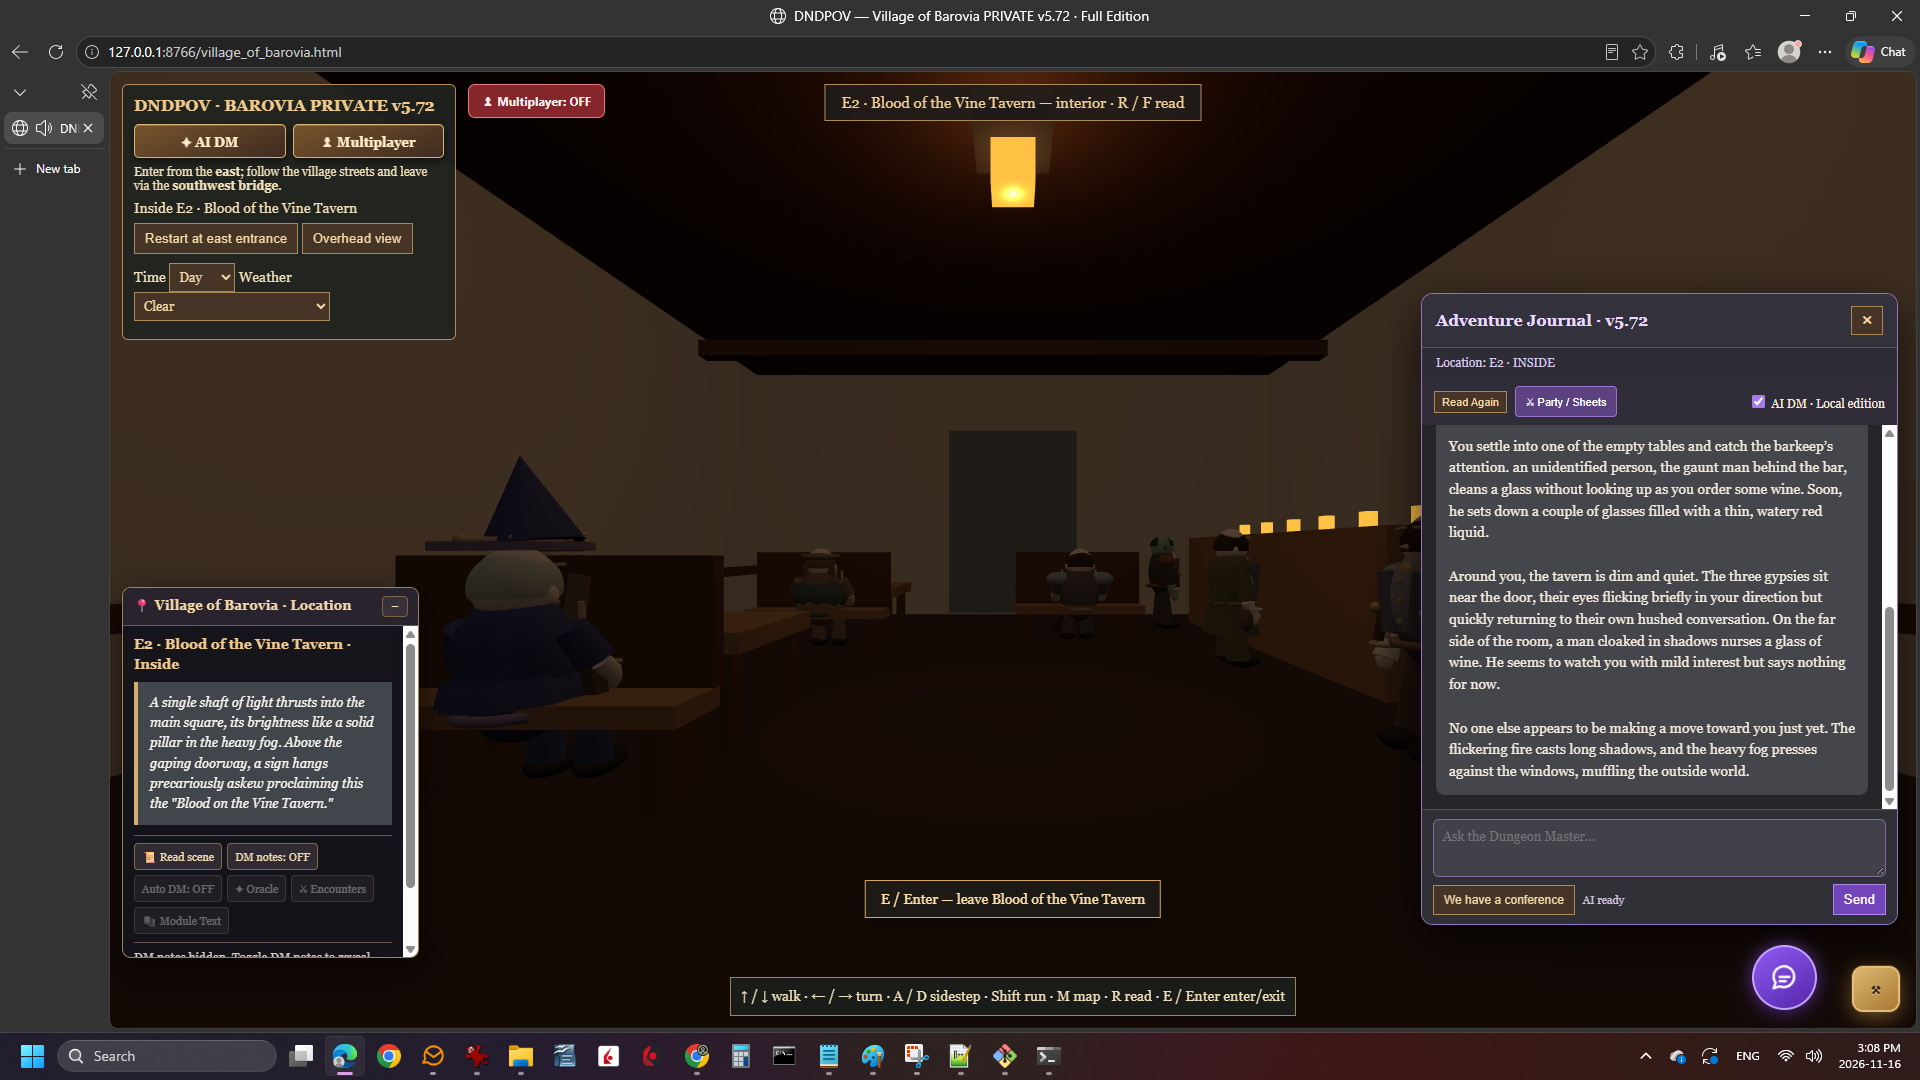 DNDPOV — Village of Barovia PRIVATE v5.72 · Full Edition
127.0.0.1:8766/village_of_barovia.html
Chat
DN
New tab
DNDPOV - BAROVIA PRIVATE v5.72
✦ AI DM
Multiplayer
Enter from the east; follow the village streets and leave
via the southwest bridge.
Inside E2 · Blood of the Vine Tavern
Restart at east entrance
Overhead view
Time Day Weather
Clear
Multiplayer: OFF
E2 · Blood of the Vine Tavern — interior · R / F read
Village of Barovia · Location
–
E2 · Blood of the Vine Tavern ·
Inside
A single shaft of light thrusts into the
main square, its brightness like a solid
pillar in the heavy fog. Above the
gaping doorway, a sign hangs
precariously askew proclaiming this
the "Blood on the Vine Tavern."
Read scene
DM notes: OFF
Auto DM: OFF
✦ Oracle
⚔ Encounters
Module Text
DM notes hidden. Toggle DM notes to reveal
E / Enter — leave Blood of the Vine Tavern
↑ / ↓ walk · ← / → turn · A / D sidestep · Shift run · M map · R read · E / Enter enter/exit
Adventure Journal · v5.72
×
Location: E2 · INSIDE
Read Again
⚔ Party / Sheets
AI DM · Local edition
You settle into one of the empty tables and catch the barkeep’s
attention. an unidentified person, the gaunt man behind the bar,
cleans a glass without looking up as you order some wine. Soon,
he sets down a couple of glasses filled with a thin, watery red
liquid.
Around you, the tavern is dim and quiet. The three gypsies sit
near the door, their eyes flicking briefly in your direction but
quickly returning to their own hushed conversation. On the far
side of the room, a man cloaked in shadows nurses a glass of
wine. He seems to watch you with mild interest but says nothing
for now.
No one else appears to be making a move toward you just yet. The
flickering fire casts long shadows, and the heavy fog presses
against the windows, muffling the outside world.
Ask the Dungeon Master...
We have a conference
AI ready
Send
Search
ENG
3:08 PM
2026-11-16